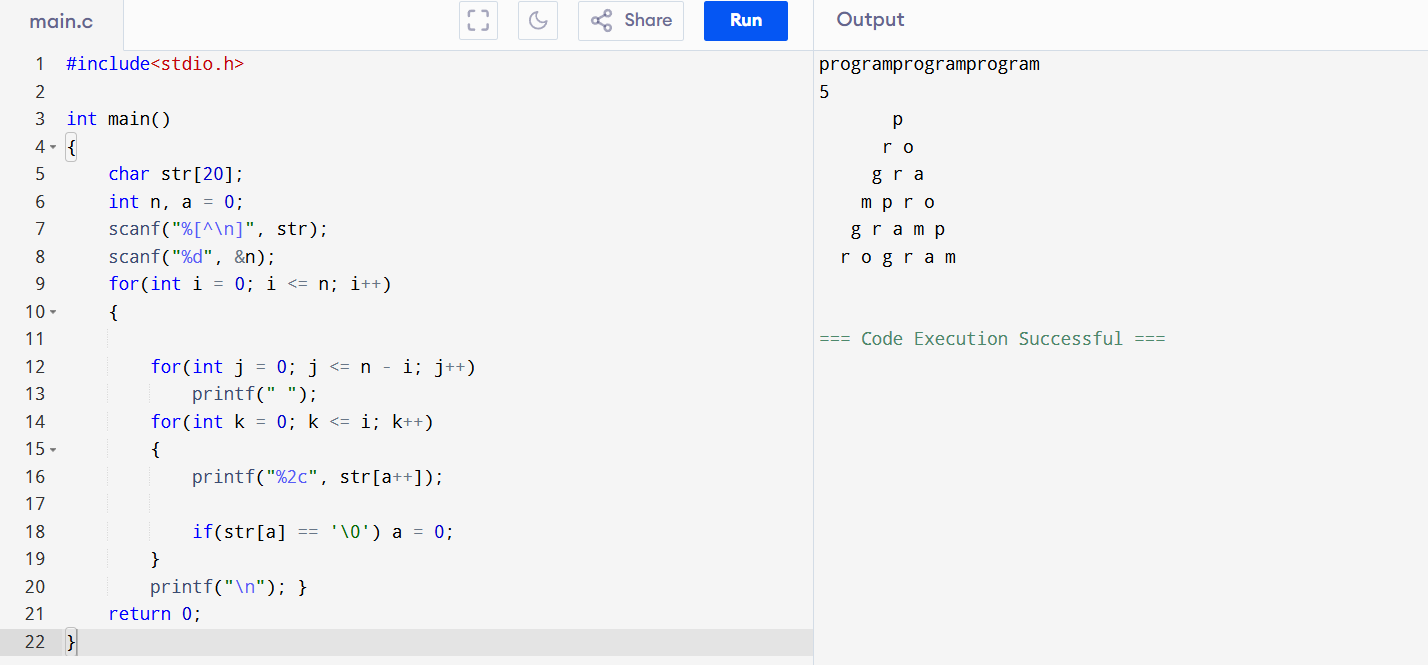 main.c
Share
Run
Output
1 #include<stdio.h>
2
3 int main()
4 {
5     char str[20];
6     int n, a = 0;
7     scanf("%[^\n]", str);
8     scanf("%d", &n);
9     for(int i = 0; i <= n; i++)
10     {
11
12         for(int j = 0; j <= n - i; j++)
13             printf(" ");
14         for(int k = 0; k <= i; k++)
15         {
16             printf("%2c", str[a++]);
17
18             if(str[a] == '\0') a = 0;
19         }
20         printf("\n"); }
21     return 0;
22 }
programprogramprogram
5
       p
      r o
     g r a
    m p r o
   g r a m p
  r o g r a m
=== Code Execution Successful ===